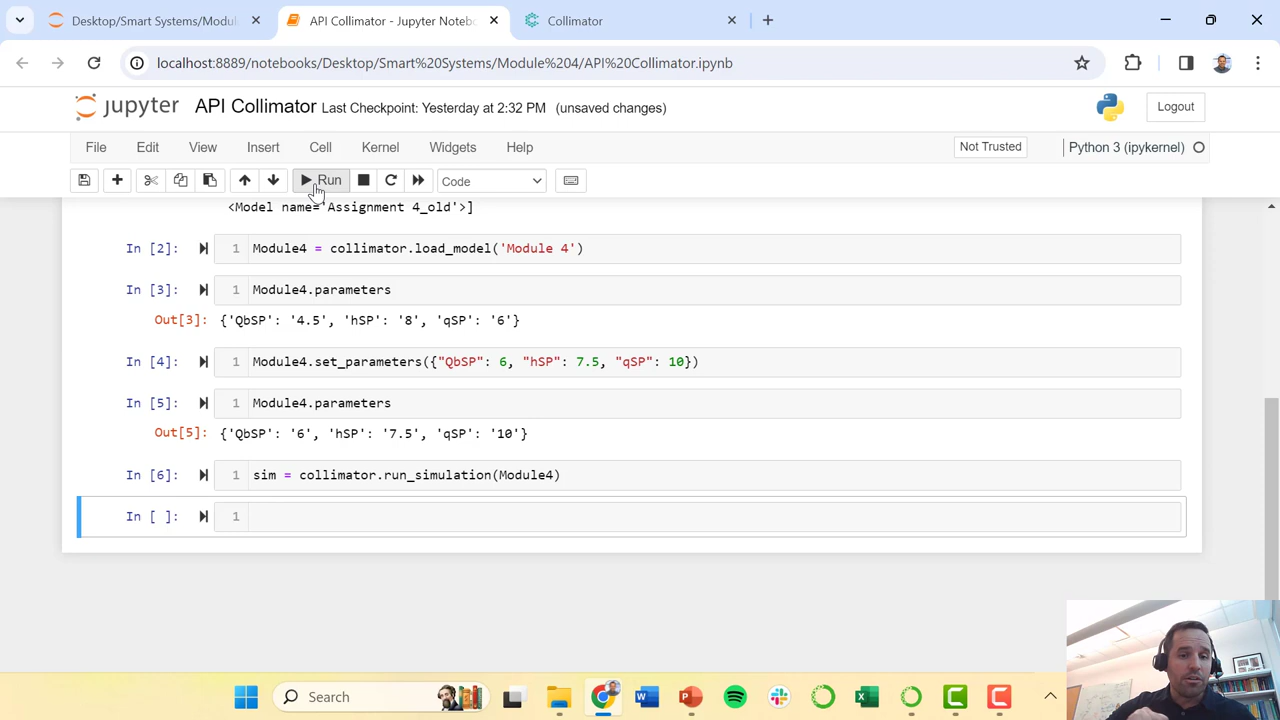 Desktop/Smart Systems/Modul
API Collimator - Jupyter Notebo
Collimator
localhost:8889/notebooks/Desktop/Smart%20Systems/Module%204/API%20Collimator.ipynb
jupyter API Collimator Last Checkpoint: Yesterday at 2:32 PM (unsaved changes)
Logout
File Edit View Insert Cell Kernel Widgets Help
Not Trusted
Python 3 (ipykernel)
Run
Code
<Model name='Assignment 4_old'>]
In [2]: 1 Module4 = collimator.load_model('Module 4')
In [3]: 1 Module4.parameters
Out[3]: {'QbSP': '4.5', 'hSP': '8', 'qSP': '6'}
In [4]: 1 Module4.set_parameters({"QbSP": 6, "hSP": 7.5, "qSP": 10})
In [5]: 1 Module4.parameters
Out[5]: {'QbSP': '6', 'hSP': '7.5', 'qSP': '10'}
In [6]: 1 sim = collimator.run_simulation(Module4)
In [ ]: 1
Search